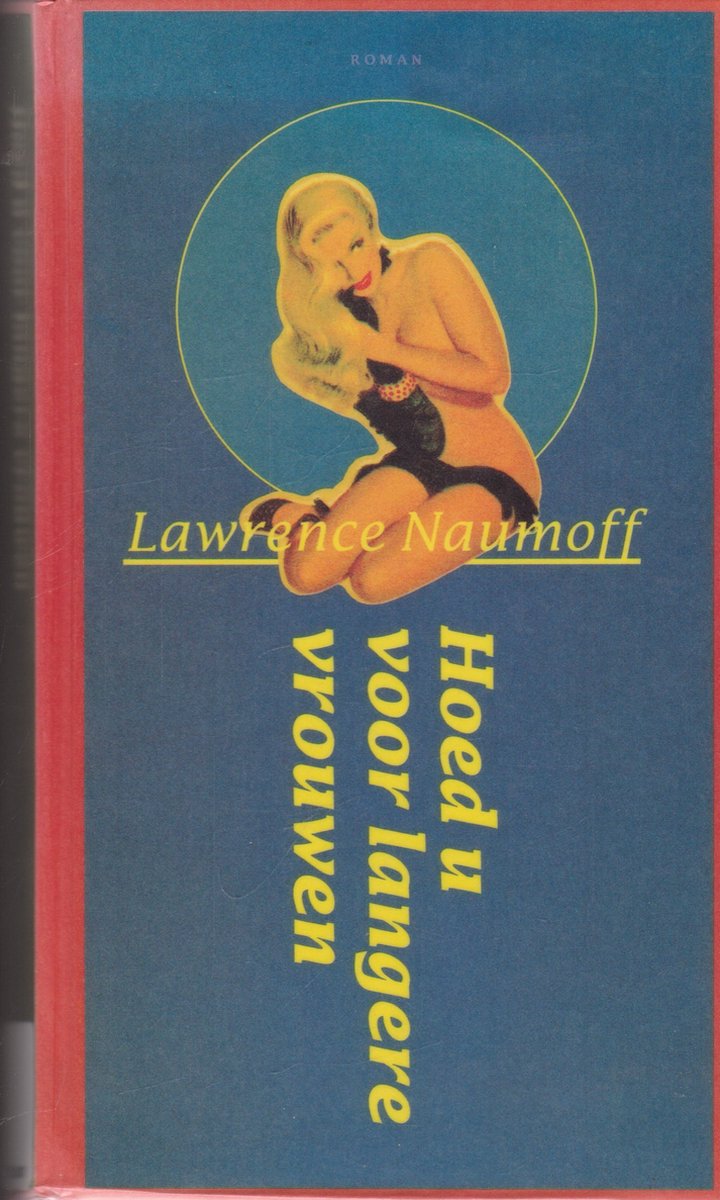 ROMAN
Lawrence Naumoff
Hoed u
voor langere
vrouwen